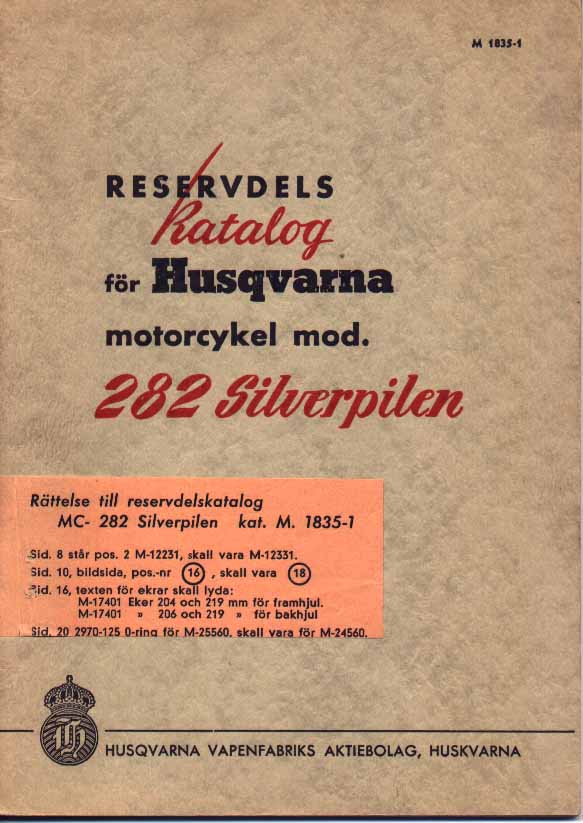 M 1835-1
RESERVDELS
Katalog
för Husqvarna
motorcykel mod.
282 Silverpilen
Rättelse till reservdelskatalog
MC- 282 Silverpilen kat. M. 1835-1
Sid. 8 står pos. 2 M-12231, skall vara M-12331.
Sid. 10, bildsida, pos.-nr 16 , skall vara 18
Sid. 16, texten för ekrar skall lyda:
M-17401 Eker 204 och 219 mm för framhjul.
M-17401 » 206 och 219 » för bakhjul
Sid. 20 2970-125 0-ring för M-25560, skall vara för M-24560.
H
HUSQVARNA VAPENFABRIKS AKTIEBOLAG, HUSKVARNA